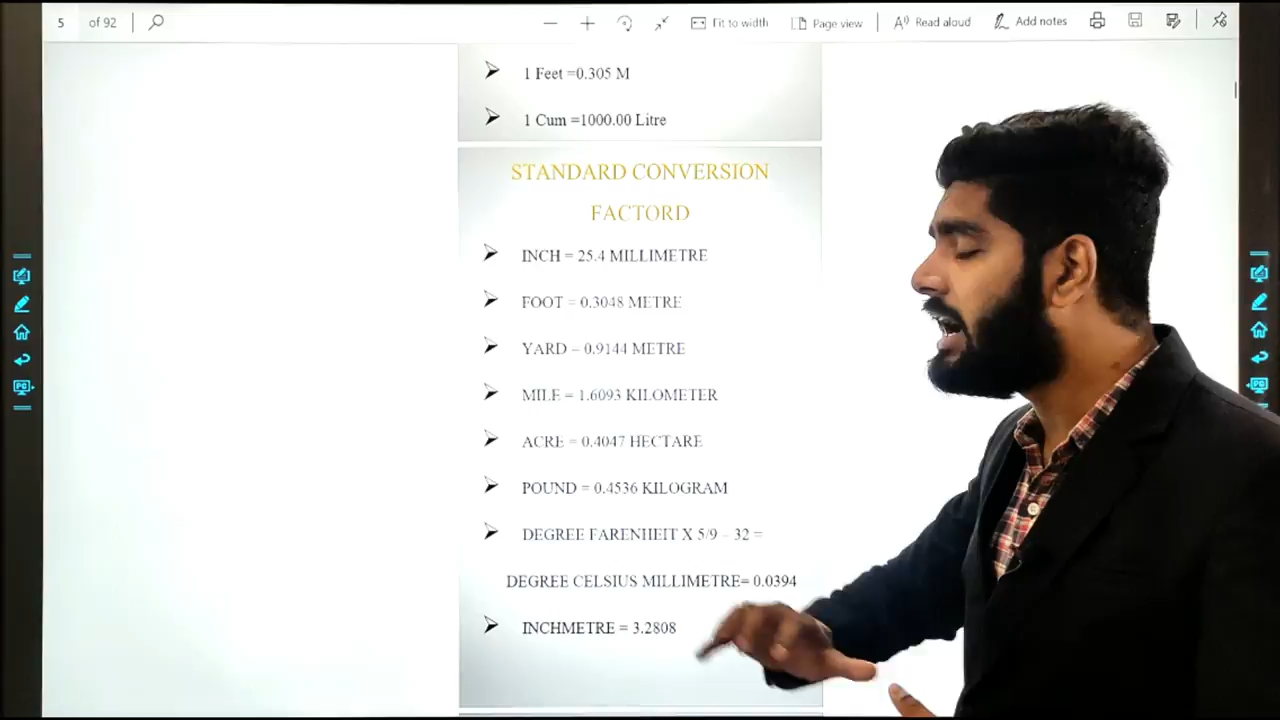 5 of 92 Fit to width Page view Read aloud Add notes
1 Feet =0.305 M
1 Cum =1000.00 Litre
STANDARD CONVERSION
FACTORD
INCH = 25.4 MILLIMETRE
FOOT = 0.3048 METRE
YARD = 0.9144 METRE
MILE = 1.6093 KILOMETER
ACRE = 0.4047 HECTARE
POUND = 0.4536 KILOGRAM
DEGREE FARENHEIT X 5/9 – 32 =
DEGREE CELSIUS MILLIMETRE= 0.0394
INCHMETRE = 3.2808